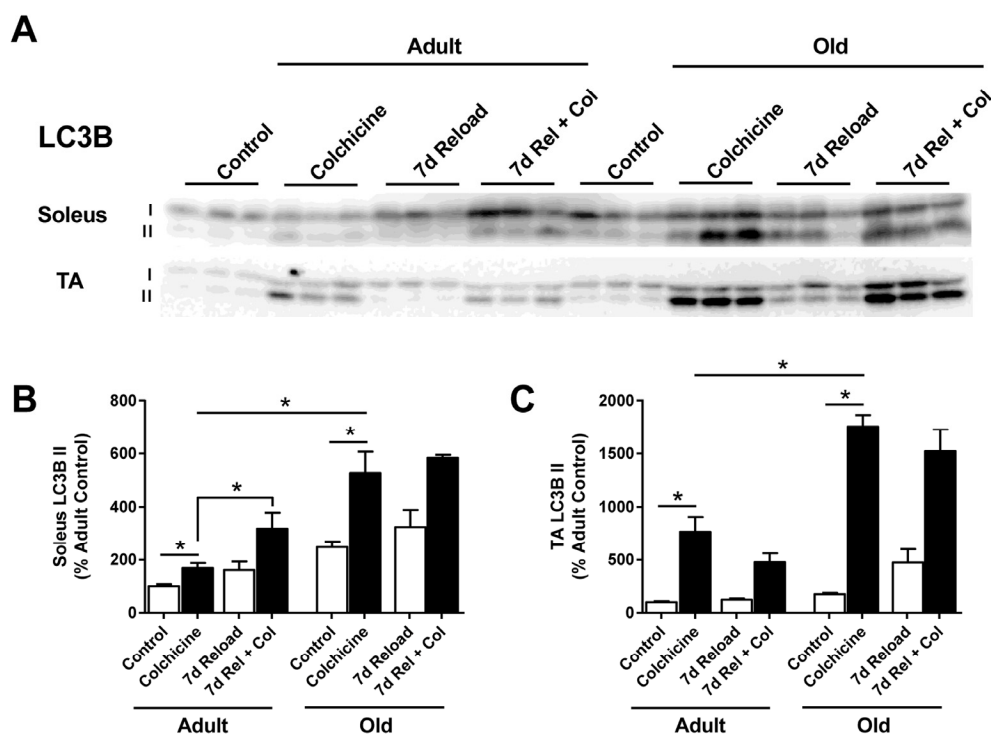 A
Adult Old
LC3B
Control Colchicine 7d Reload 7d Rel + Col Control Colchicine 7d Reload 7d Rel + Col
Soleus I
II
TA I
II
B
Soleus LC3B II
(% Adult Control)
800
600
400
200
0
* * * *
Control Colchicine 7d Reload 7d Rel + Col Control Colchicine 7d Reload 7d Rel + Col
Adult Old
C
TA LC3B II
(% Adult Control)
2000
1500
1000
500
0
* * *
Control Colchicine 7d Reload 7d Rel + Col Control Colchicine 7d Reload 7d Rel + Col
Adult Old